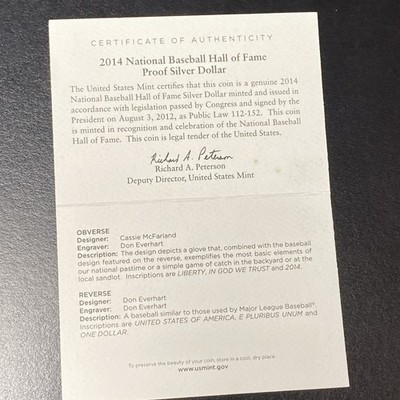 CERTIFICATE OF AUTHENTICITY
2014 National Baseball Hall of Fame
Proof Silver Dollar
The United States Mint certifies that this coin is a genuine 2014
National Baseball Hall of Fame Silver Dollar minted and issued in
accordance with legislation passed by Congress and signed by the
President on August 3, 2012, as Public Law 112-152. This coin
is minted in recognition and celebration of the National Baseball
Hall of Fame. This coin is legal tender of the United States.
Richard A. Peterson
Richard A. Peterson
Deputy Director, United States Mint
OBVERSE
Designer: Cassie McFarland
Engraver: Don Everhart
Description: The design depicts a glove that, combined with the baseball
design featured on the reverse, exemplifies the most basic elements of
our national pastime or a simple game of catch in the backyard or at the
local sandlot. Inscriptions are LIBERTY, IN GOD WE TRUST and 2014.
REVERSE
Designer: Don Everhart
Engraver: Don Everhart
Description: A baseball similar to those used by Major League Baseball®.
Inscriptions are UNITED STATES OF AMERICA, E PLURIBUS UNUM and
ONE DOLLAR.
To preserve the beauty of your coin, store in a cool, dry place.
www.usmint.gov